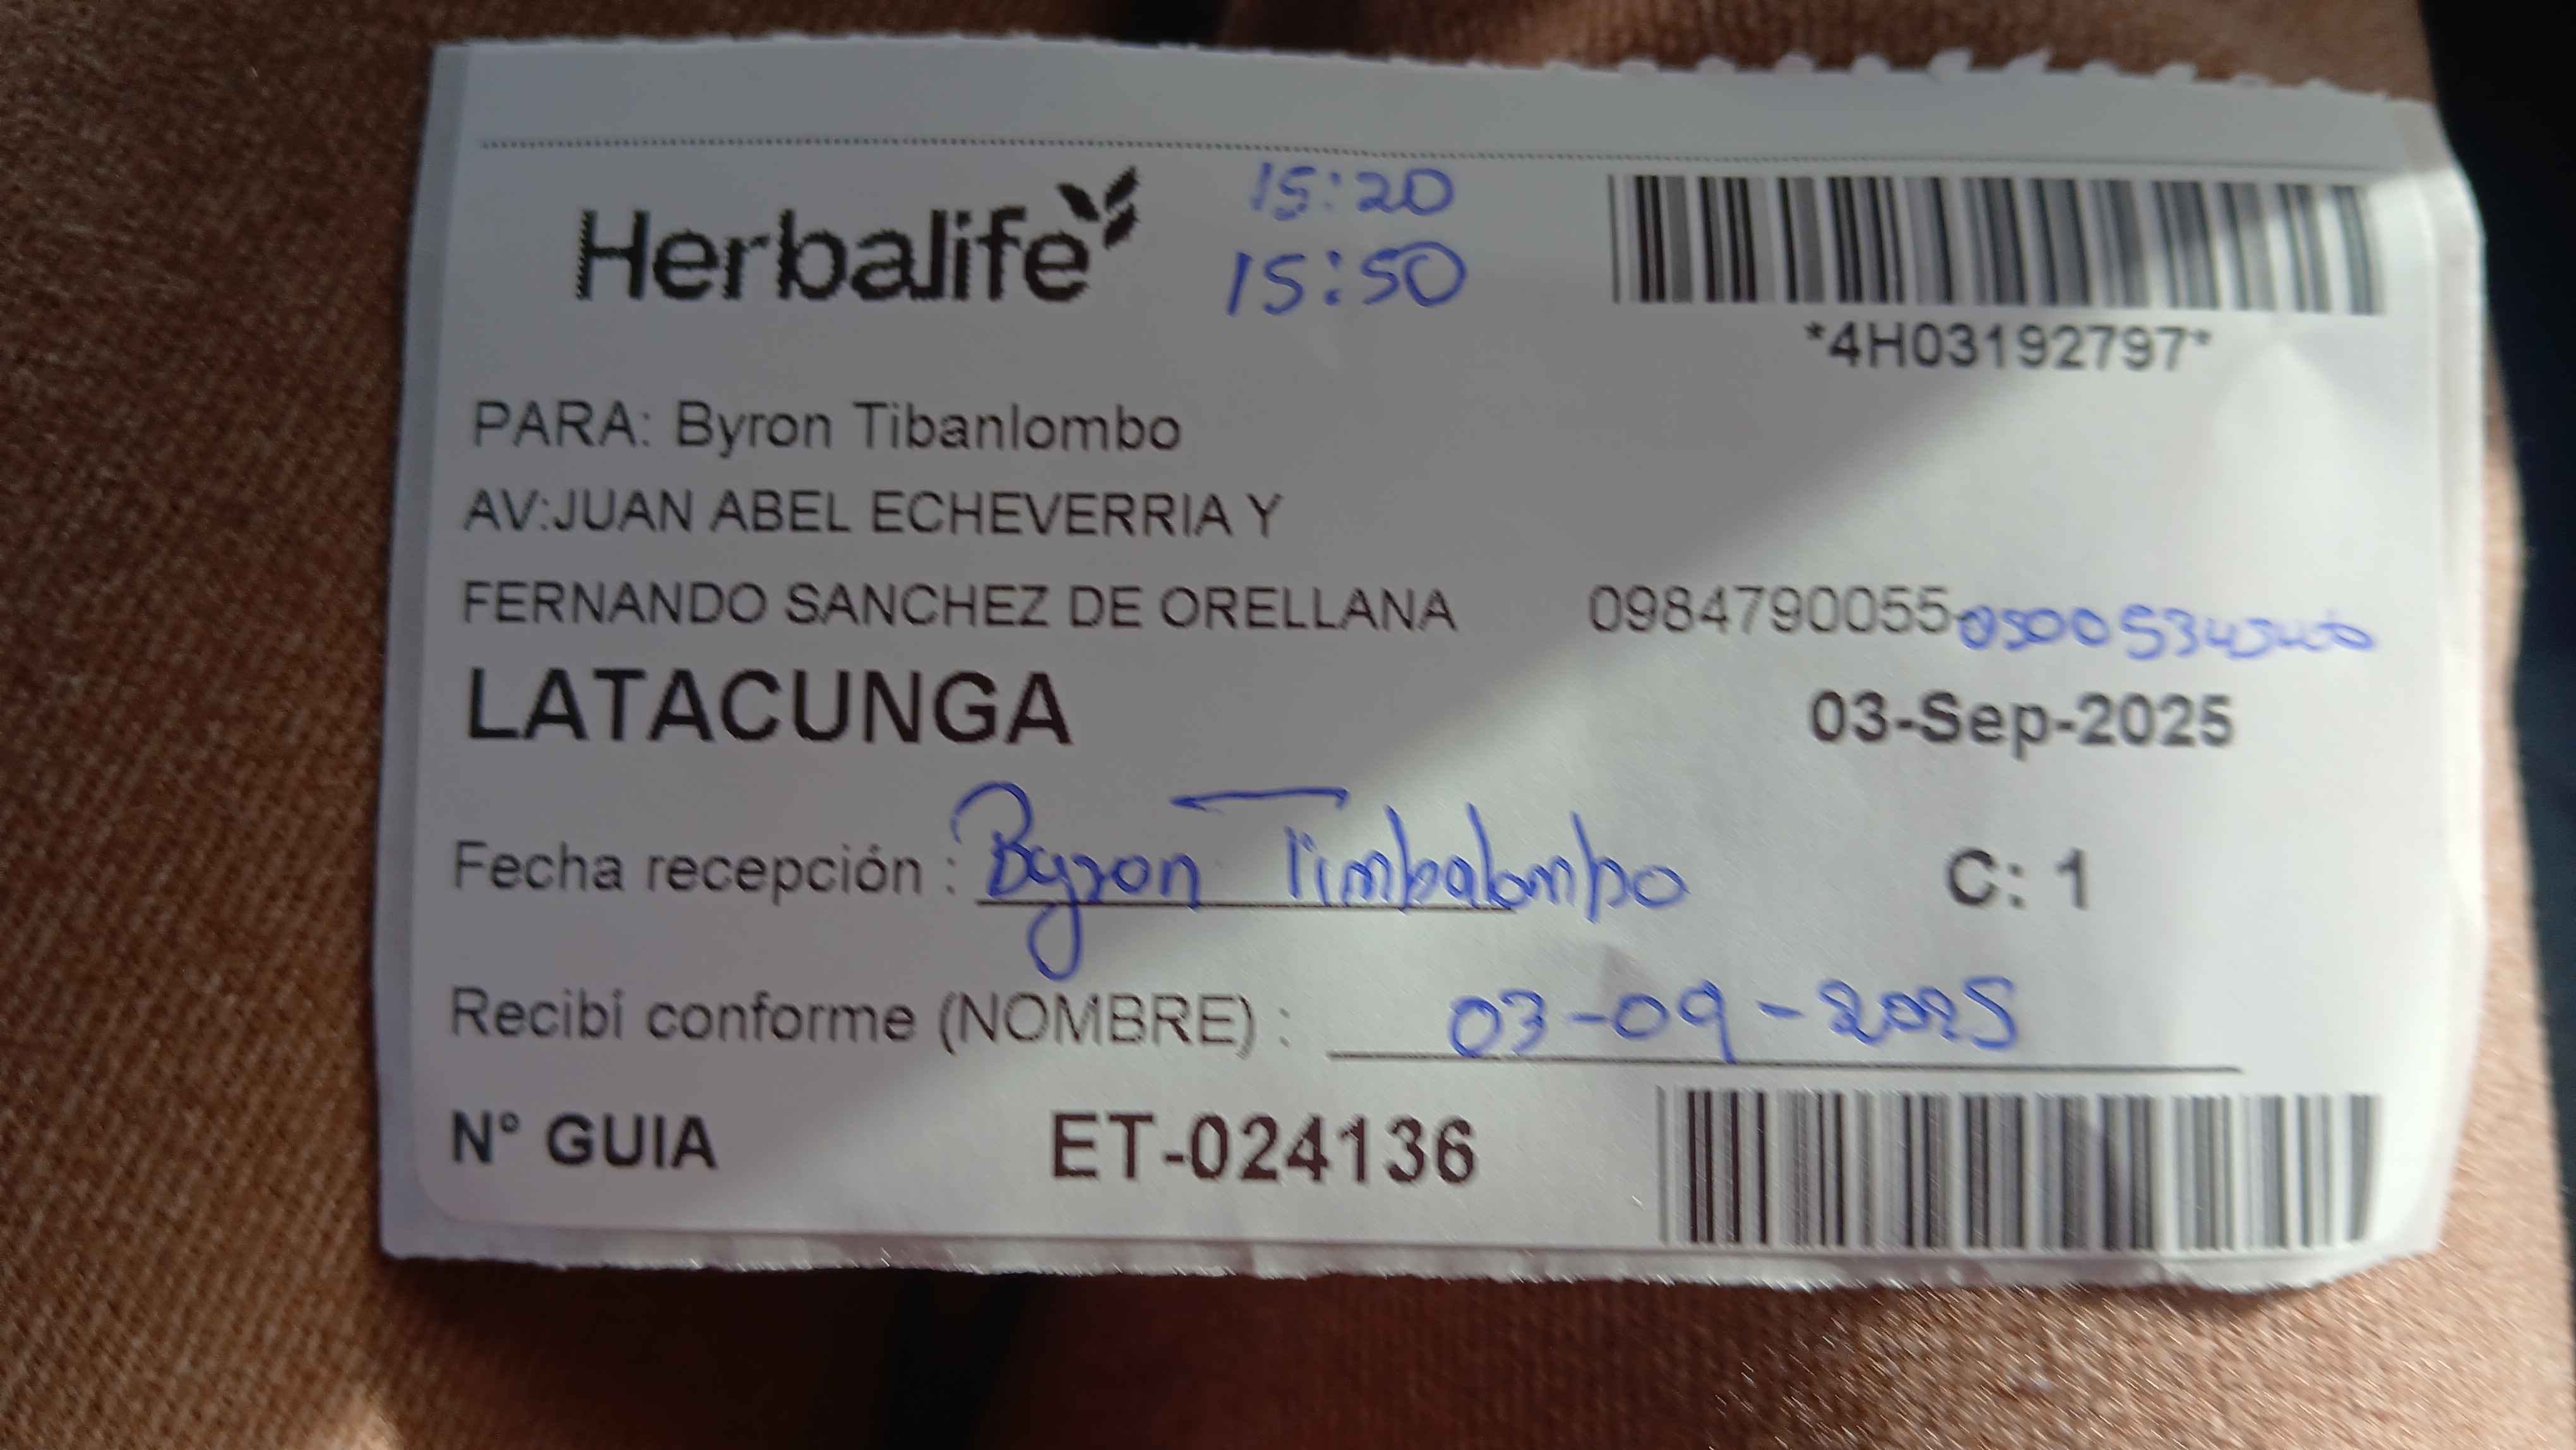 Herbalife
15:20
15:50
*4H03192797*
PARA: Byron Tibanlombo
AV:JUAN ABEL ECHEVERRIA Y
FERNANDO SANCHEZ DE ORELLANA 0984790055
LATACUNGA
03-Sep-2025
Fecha recepción : Byron Timbalombo
C: 1
Recibí conforme (NOMBRE) : 03-09-2025
N° GUIA ET-024136